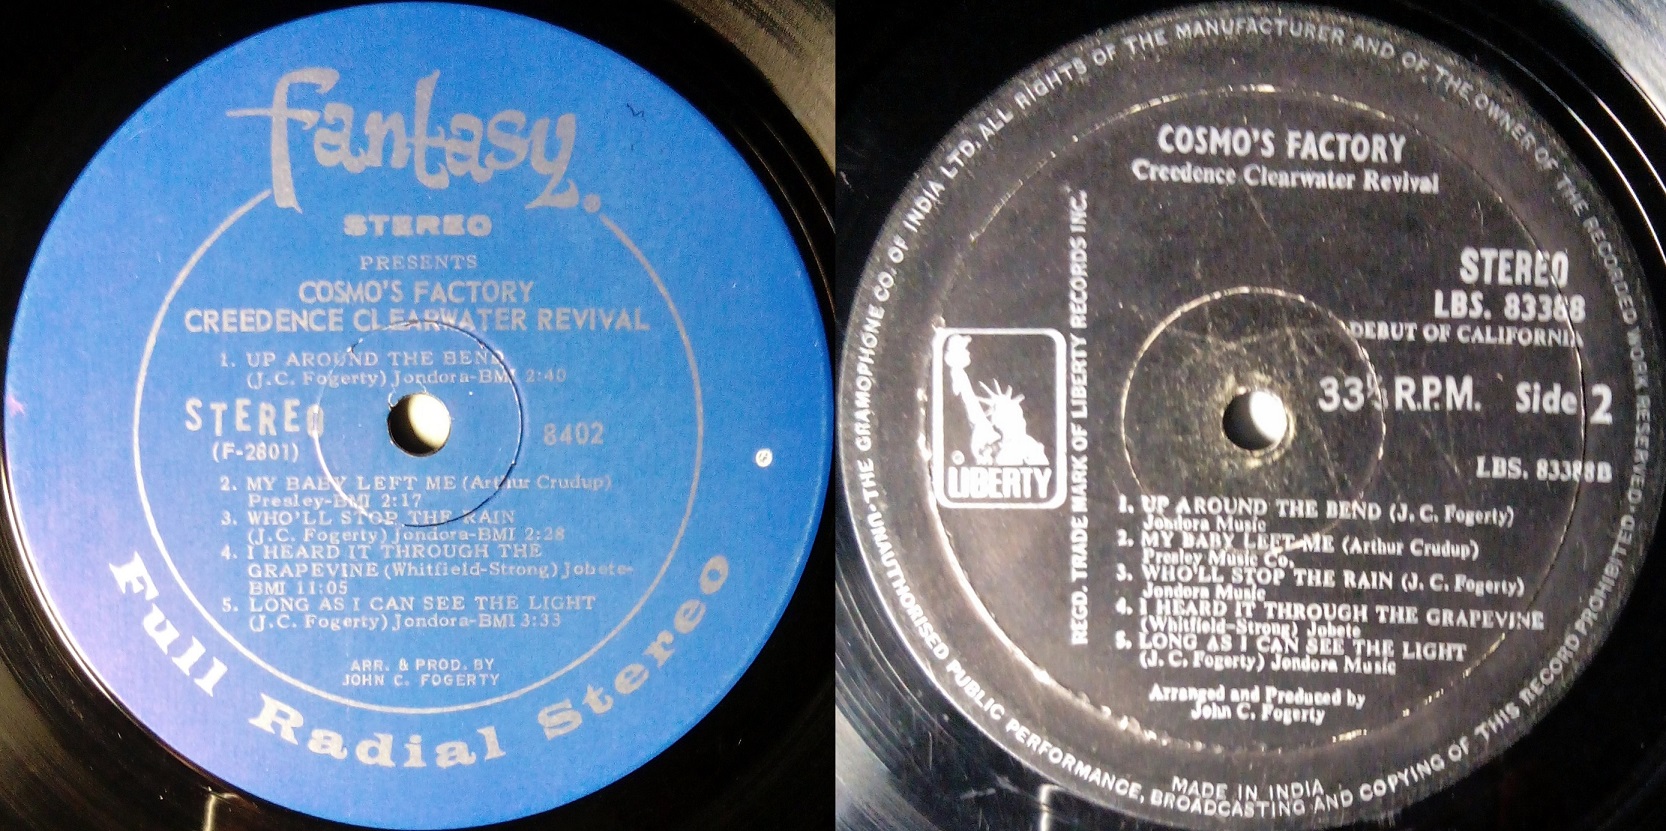 fantasy.
STEREO
PRESENTS
COSMO'S FACTORY
CREEDENCE CLEARWATER REVIVAL
1. UP AROUND THE BEND
(J.C. Fogerty) Jondora-BMI 2:40
STEREO
(F-2801)
8402
2. MY BABY LEFT ME (Arthur Crudup)
Presley-BMI 2:17
3. WHO'LL STOP THE RAIN
(J.C. Fogerty) Jondora-BMI 2:28
4. I HEARD IT THROUGH THE
GRAPEVINE (Whitfield-Strong) Jobete-
BMI 11:05
5. LONG AS I CAN SEE THE LIGHT
(J.C. Fogerty) Jondora-BMI 3:33
ARR. & PROD. BY
JOHN C. FOGERTY
Full Radial Stereo
THE GRAMOPHONE CO. OF INDIA LTD. ALL RIGHTS OF THE MANUFACTURER AND OF THE OWNER OF THE RECORDED WORK RESERVED. UNAUTHORISED PUBLIC PERFORMANCE, BROADCASTING AND COPYING OF THIS RECORD PROHIBITED.
COSMO'S FACTORY
Creedence Clearwater Revival
STEREO
LBS. 83388
DEBUT OF CALIFORNIA
33⅓ R.P.M. Side 2
LIBERTY
REGD. TRADE MARK OF LIBERTY RECORDS INC.
LBS. 83388B
1. UP AROUND THE BEND (J. C. Fogerty)
Jondora Music
2. MY BABY LEFT ME (Arthur Crudup)
Presley Music Co.
3. WHO'LL STOP THE RAIN (J. C. Fogerty)
Jondora Music
4. I HEARD IT THROUGH THE GRAPEVINE
(Whitfield-Strong) Jobete
5. LONG AS I CAN SEE THE LIGHT
(J. C. Fogerty) Jondora Music
Arranged and Produced by
John C. Fogerty
MADE IN INDIA